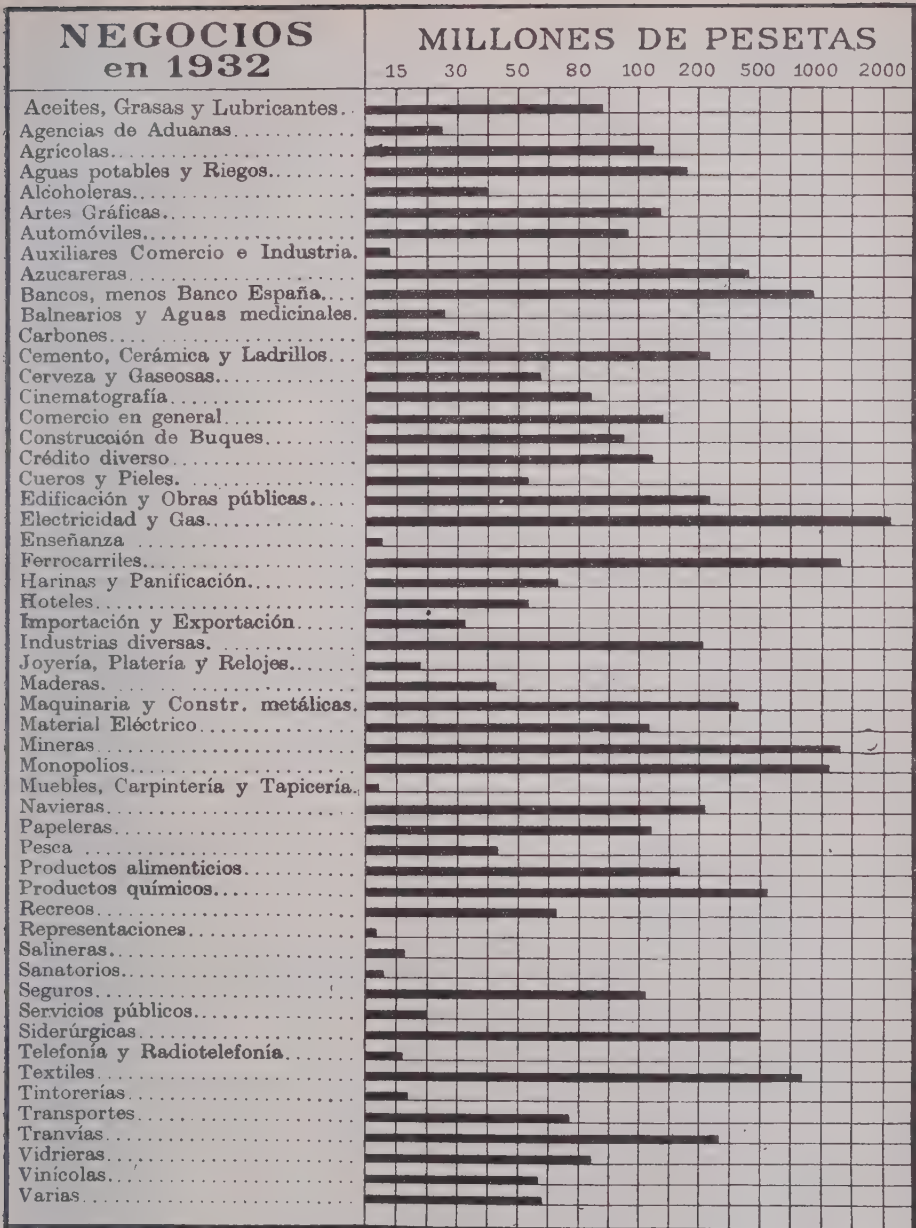 NEGOCIOS
en 1932
MILLONES DE PESETAS
15 30 50 80 100 200 500 1000 2000
Aceites, Grasas y Lubricantes..
Agencias de Aduanas............
Agrícolas......................
Aguas potables y Riegos........
Alcoholeras....................
Artes Gráficas.................
Automóviles....................
Auxiliares Comercio e Industria.
Azucareras.....................
Bancos, menos Banco España....
Balnearios y Aguas medicinales.
Carbones.......................
Cemento, Cerámica y Ladrillos...
Cerveza y Gaseosas.............
Cinematografía.................
Comercio en general............
Construcción de Buques.........
Crédito diverso................
Cueros y Pieles................
Edificación y Obras públicas...
Electricidad y Gas.............
Enseñanza......................
Ferrocarriles..................
Harinas y Panificación.........
Hoteles........................
Importación y Exportación......
Industrias diversas............
Joyería, Platería y Relojes....
Maderas........................
Maquinaria y Constr. metálicas.
Material Eléctrico.............
Mineras........................
Monopolios.....................
Muebles, Carpintería y Tapicería.
Navieras.......................
Papeleras......................
Pesca..........................
Productos alimenticios.........
Productos químicos.............
Recreos........................
Representaciones...............
Salineras......................
Sanatorios.....................
Seguros........................
Servicios públicos.............
Siderúrgicas...................
Telefonía y Radiotelefonía.....
Textiles.......................
Tintorerías....................
Transportes....................
Tranvías.......................
Vidrieras......................
Vinícolas......................
Varias.........................